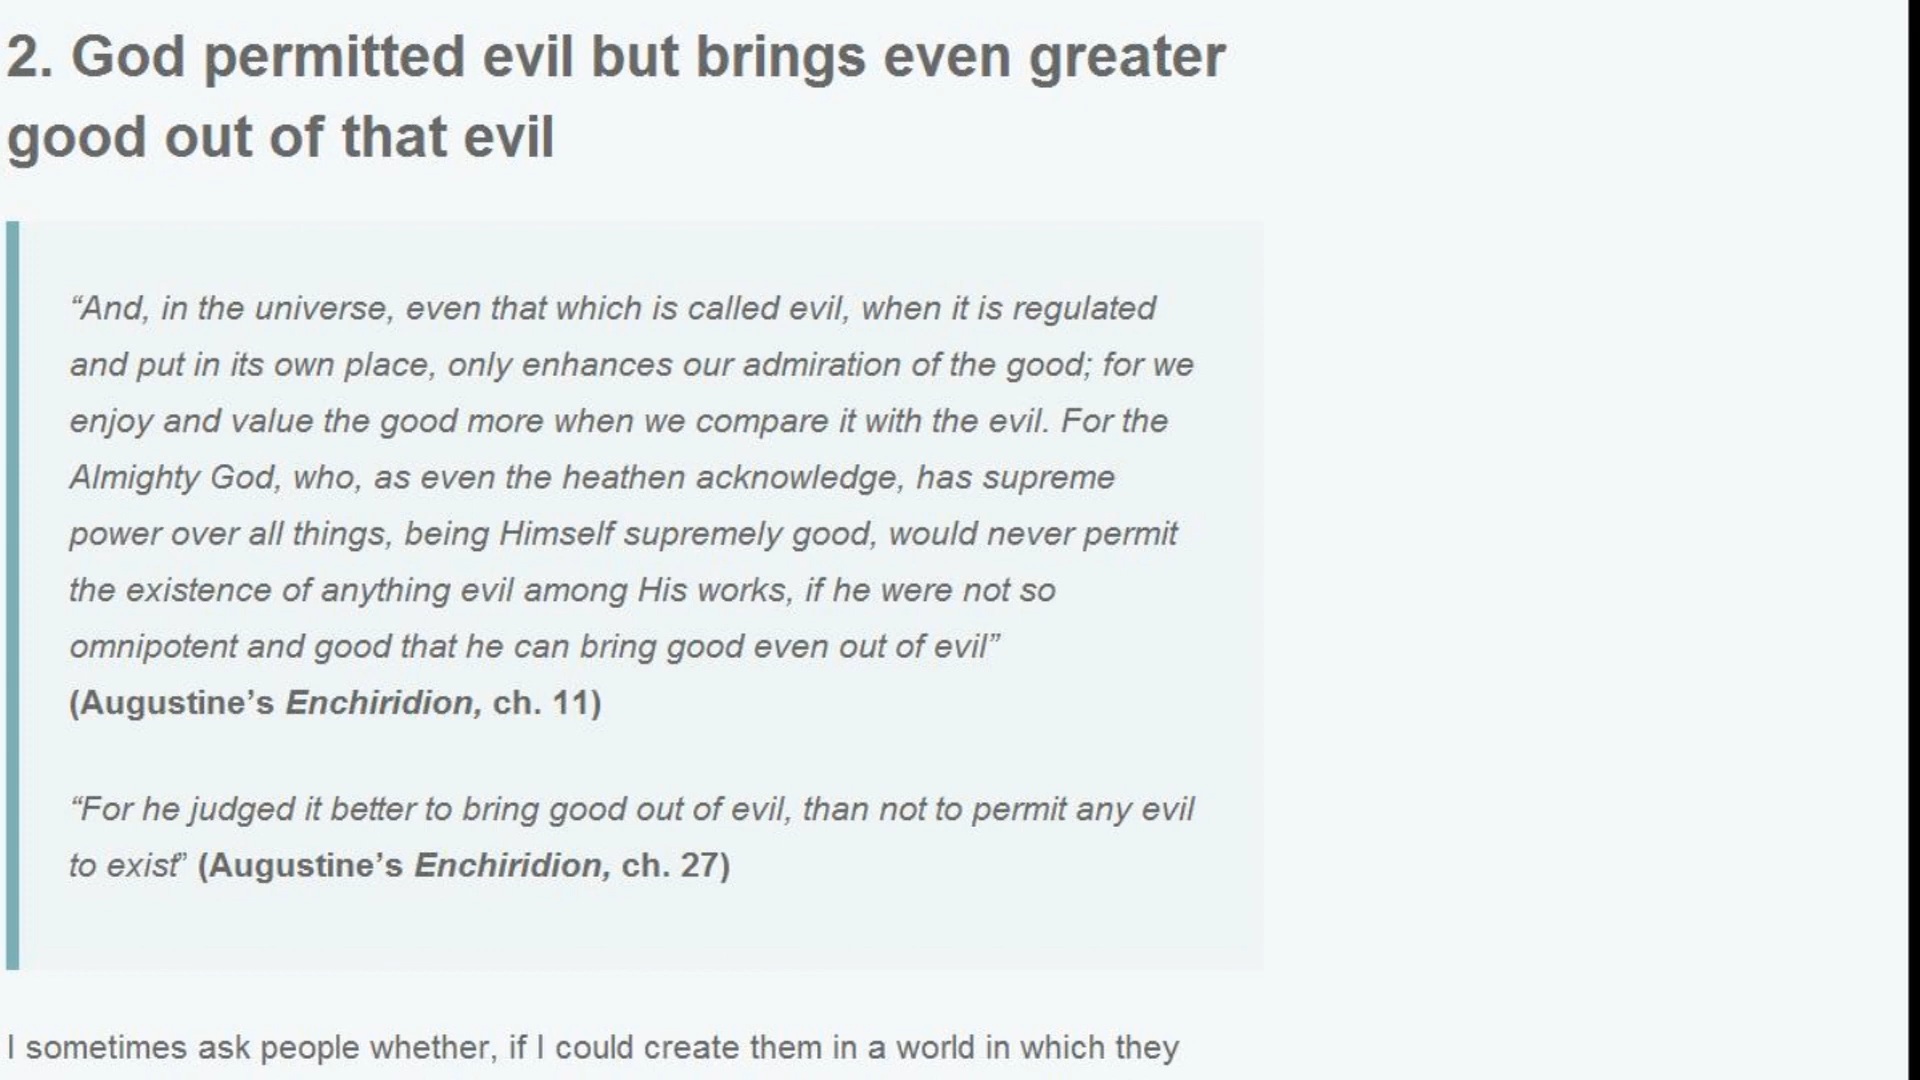 2. God permitted evil but brings even greater
good out of that evil
“And, in the universe, even that which is called evil, when it is regulated
and put in its own place, only enhances our admiration of the good; for we
enjoy and value the good more when we compare it with the evil. For the
Almighty God, who, as even the heathen acknowledge, has supreme
power over all things, being Himself supremely good, would never permit
the existence of anything evil among His works, if he were not so
omnipotent and good that he can bring good even out of evil”
(Augustine’s Enchiridion, ch. 11)
“For he judged it better to bring good out of evil, than not to permit any evil
to exist” (Augustine’s Enchiridion, ch. 27)
I sometimes ask people whether, if I could create them in a world in which they